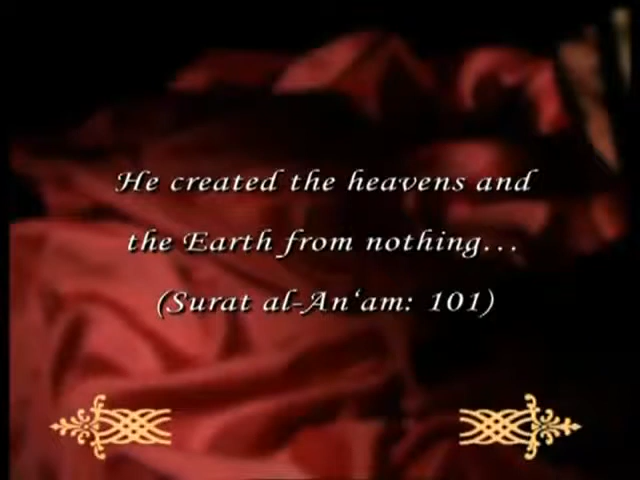 He created the heavens and
the Earth from nothing...
(Surat al-An‘am: 101)